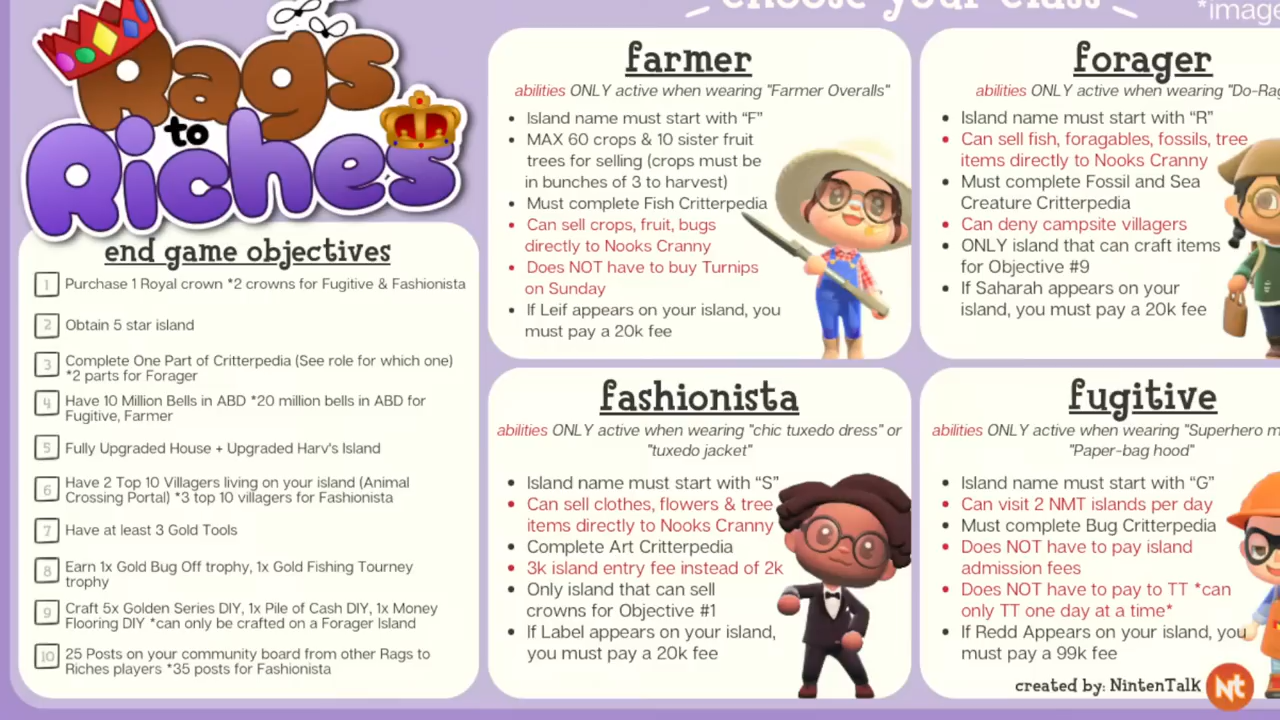 Rags
to
Riches
end game objectives
1 Purchase 1 Royal crown *2 crowns for Fugitive & Fashionista
2 Obtain 5 star island
3 Complete One Part of Critterpedia (See role for which one)
*2 parts for Forager
4 Have 10 Million Bells in ABD *20 million bells in ABD for
Fugitive, Farmer
5 Fully Upgraded House + Upgraded Harv's Island
6 Have 2 Top 10 Villagers living on your island (Animal
Crossing Portal) *3 top 10 villagers for Fashionista
7 Have at least 3 Gold Tools
8 Earn 1x Gold Bug Off trophy, 1x Gold Fishing Tourney
trophy
9 Craft 5x Golden Series DIY, 1x Pile of Cash DIY, 1x Money
Flooring DIY *can only be crafted on a Forager Island
10 25 Posts on your community board from other Rags to
Riches players *35 posts for Fashionista
choose your class
*image
farmer
abilities ONLY active when wearing "Farmer Overalls"
• Island name must start with “F”
• MAX 60 crops & 10 sister fruit
trees for selling (crops must be
in bunches of 3 to harvest)
• Must complete Fish Critterpedia
• Can sell crops, fruit, bugs
directly to Nooks Cranny
• Does NOT have to buy Turnips
on Sunday
• If Leif appears on your island, you
must pay a 20k fee
forager
abilities ONLY active when wearing "Do-Rag
• Island name must start with “R”
• Can sell fish, foragables, fossils, tree
items directly to Nooks Cranny
• Must complete Fossil and Sea
Creature Critterpedia
• Can deny campsite villagers
• ONLY island that can craft items
for Objective #9
• If Saharah appears on your
island, you must pay a 20k fee
fashionista
abilities ONLY active when wearing "chic tuxedo dress" or
"tuxedo jacket"
• Island name must start with “S”
• Can sell clothes, flowers & tree
items directly to Nooks Cranny
• Complete Art Critterpedia
• 3k island entry fee instead of 2k
• Only island that can sell
crowns for Objective #1
• If Label appears on your island,
you must pay a 20k fee
fugitive
abilities ONLY active when wearing "Superhero m
"Paper-bag hood"
• Island name must start with “G”
• Can visit 2 NMT islands per day
• Must complete Bug Critterpedia
• Does NOT have to pay island
admission fees
• Does NOT have to pay to TT *can
only TT one day at a time*
• If Redd Appears on your island, you
must pay a 99k fee
created by: NintenTalk
Nt